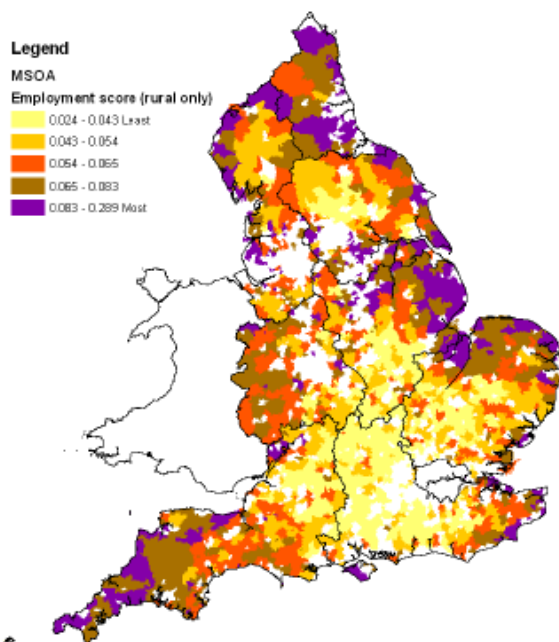 Legend
MSOA
Employment score (rural only)
0.024 - 0.043 Least
0.043 - 0.054
0.054 - 0.065
0.065 - 0.083
0.083 - 0.289 Most